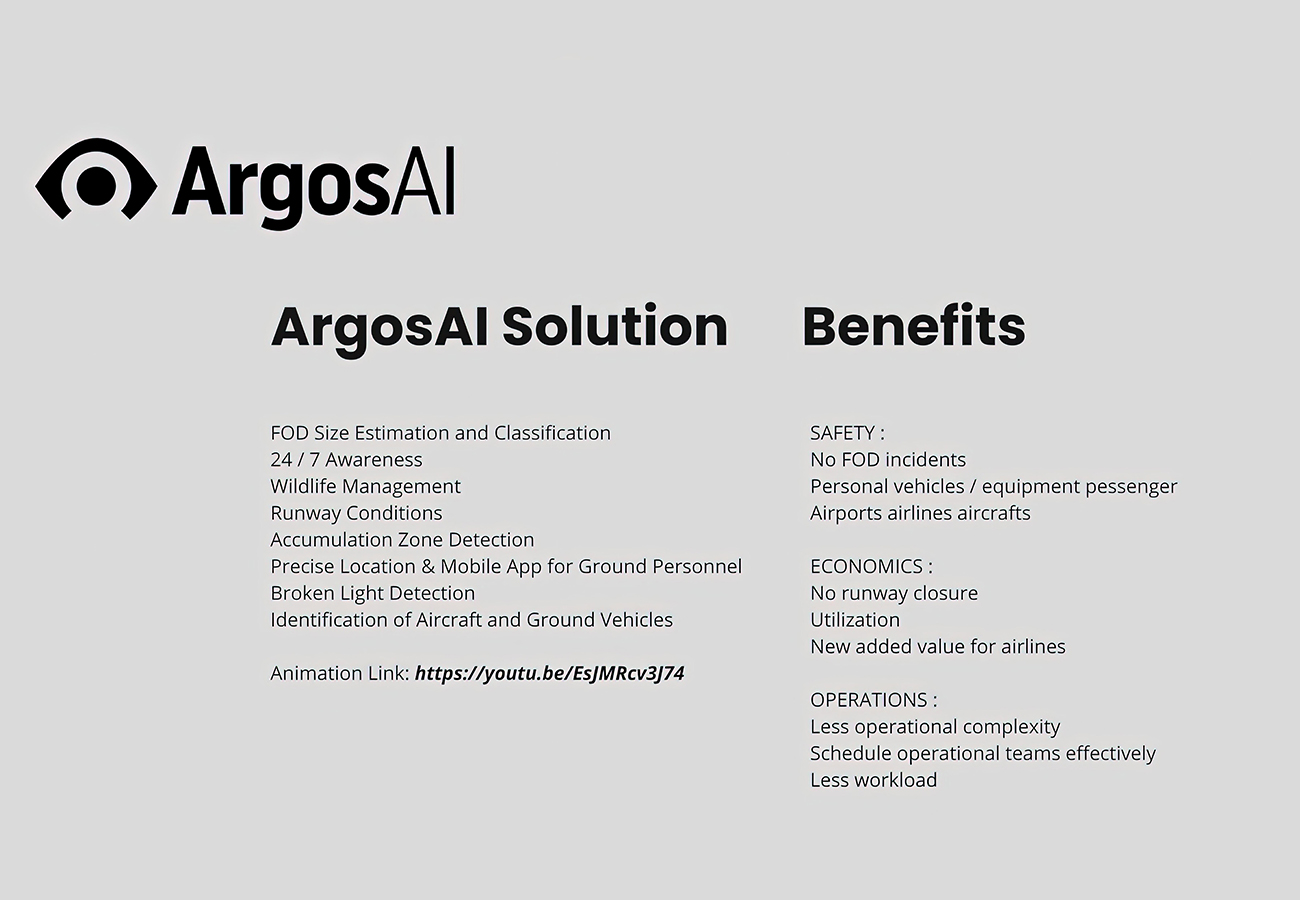 ArgosAI
ArgosAI Solution
FOD Size Estimation and Classification
24 / 7 Awareness
Wildlife Management
Runway Conditions
Accumulation Zone Detection
Precise Location & Mobile App for Ground Personnel
Broken Light Detection
Identification of Aircraft and Ground Vehicles
Animation Link: https://youtu.be/EsJMRcv3J74
Benefits
SAFETY :
No FOD incidents
Personal vehicles / equipment pessenger
Airports airlines aircrafts
ECONOMICS :
No runway closure
Utilization
New added value for airlines
OPERATIONS :
Less operational complexity
Schedule operational teams effectively
Less workload